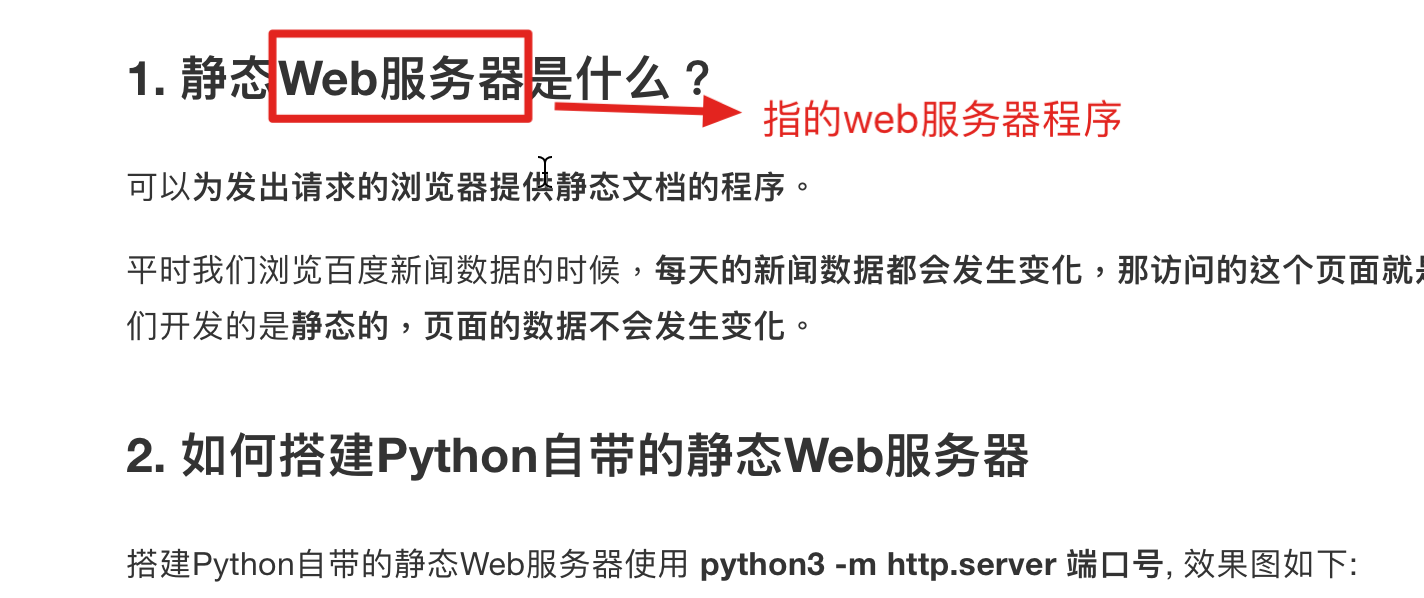 1. 静态Web服务器是什么？
指的web服务器程序
可以为发出请求的浏览器提供静态文档的程序。
平时我们浏览百度新闻数据的时候，每天的新闻数据都会发生变化，那访问的这个页面就是
们开发的是静态的，页面的数据不会发生变化。
2. 如何搭建Python自带的静态Web服务器
搭建Python自带的静态Web服务器使用 python3 -m http.server 端口号, 效果图如下: